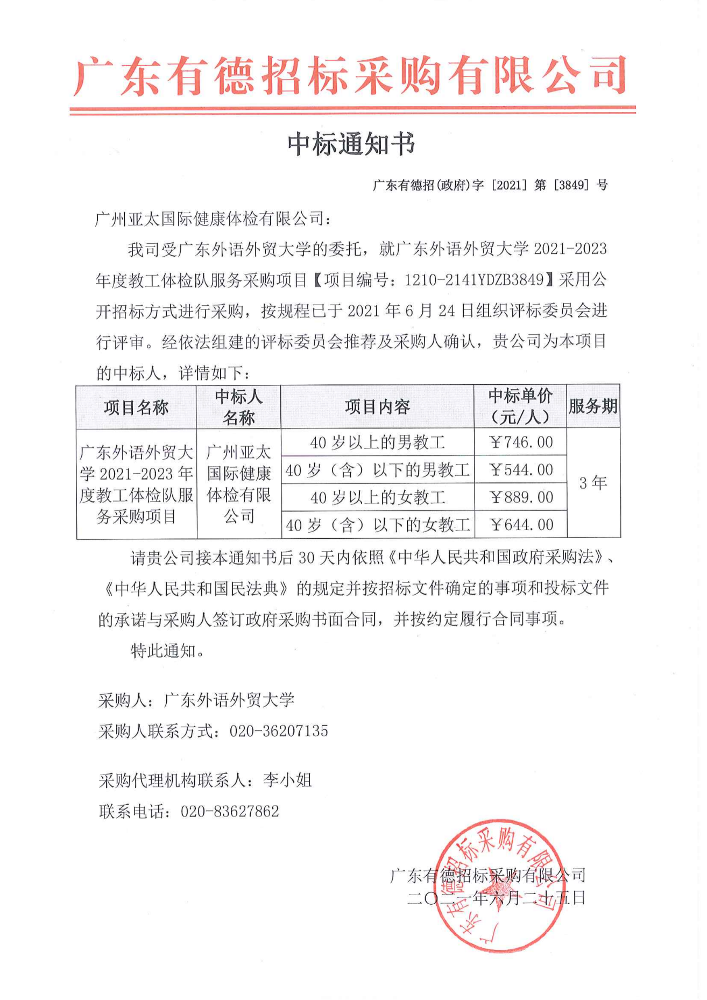 广东有德招标采购有限公司
中标通知书
广东有德招(政府)字［2021］第［3849］号
广州亚太国际健康体检有限公司：
我司受广东外语外贸大学的委托，就广东外语外贸大学 2021-2023
年度教工体检队服务采购项目【项目编号：1210-2141YDZB3849】采用公
开招标方式进行采购，按规程已于 2021 年 6 月 24 日组织评标委员会进
行评审。经依法组建的评标委员会推荐及采购人确认，贵公司为本项目
的中标人，详情如下：
项目名称
中标人
名称
项目内容
中标单价
（元/人）
服务期
广东外语外贸大
学 2021-2023 年
度教工体检队服
务采购项目
广州亚太
国际健康
体检有限
公司
40 岁以上的男教工
￥746.00
40 岁（含）以下的男教工
￥544.00
40 岁以上的女教工
￥889.00
40 岁（含）以下的女教工
￥644.00
3 年
请贵公司接本通知书后 30 天内依照《中华人民共和国政府采购法》、
《中华人民共和国民法典》的规定并按招标文件确定的事项和投标文件
的承诺与采购人签订政府采购书面合同，并按约定履行合同事项。
特此通知。
采购人：广东外语外贸大学
采购人联系方式：020-36207135
采购代理机构联系人：李小姐
联系电话：020-83627862
广东有德招标采购有限公司
二〇二一年六月二十五日
广东有德招标采购有限公司